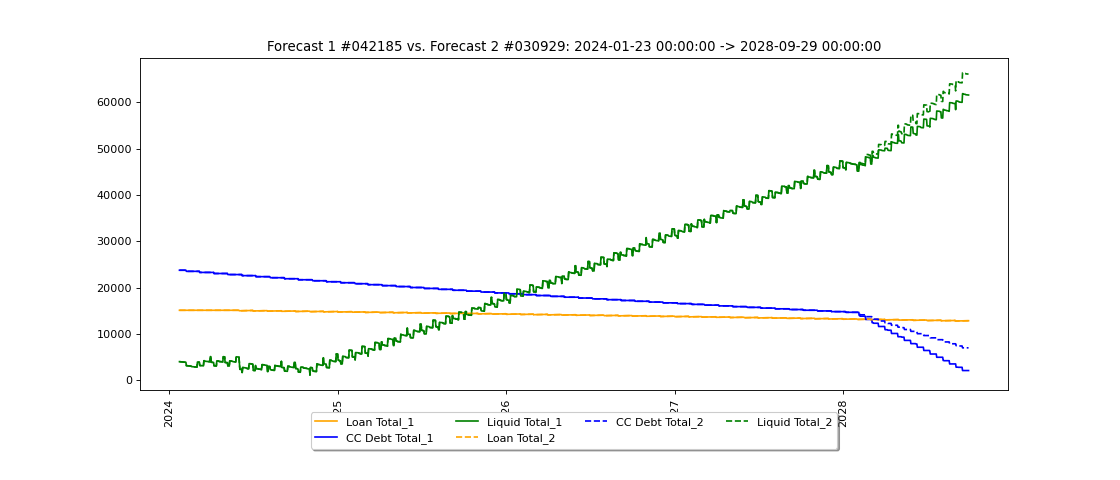 Forecast 1 #042185 vs. Forecast 2 #030929: 2024-01-23 00:00:00 -> 2028-09-29 00:00:00
60000
50000
40000
30000
20000
10000
0
2024
25
26
27
2028
Loan Total_1
Liquid Total_1
CC Debt Total_2
Liquid Total_2
CC Debt Total_1
Loan Total_2